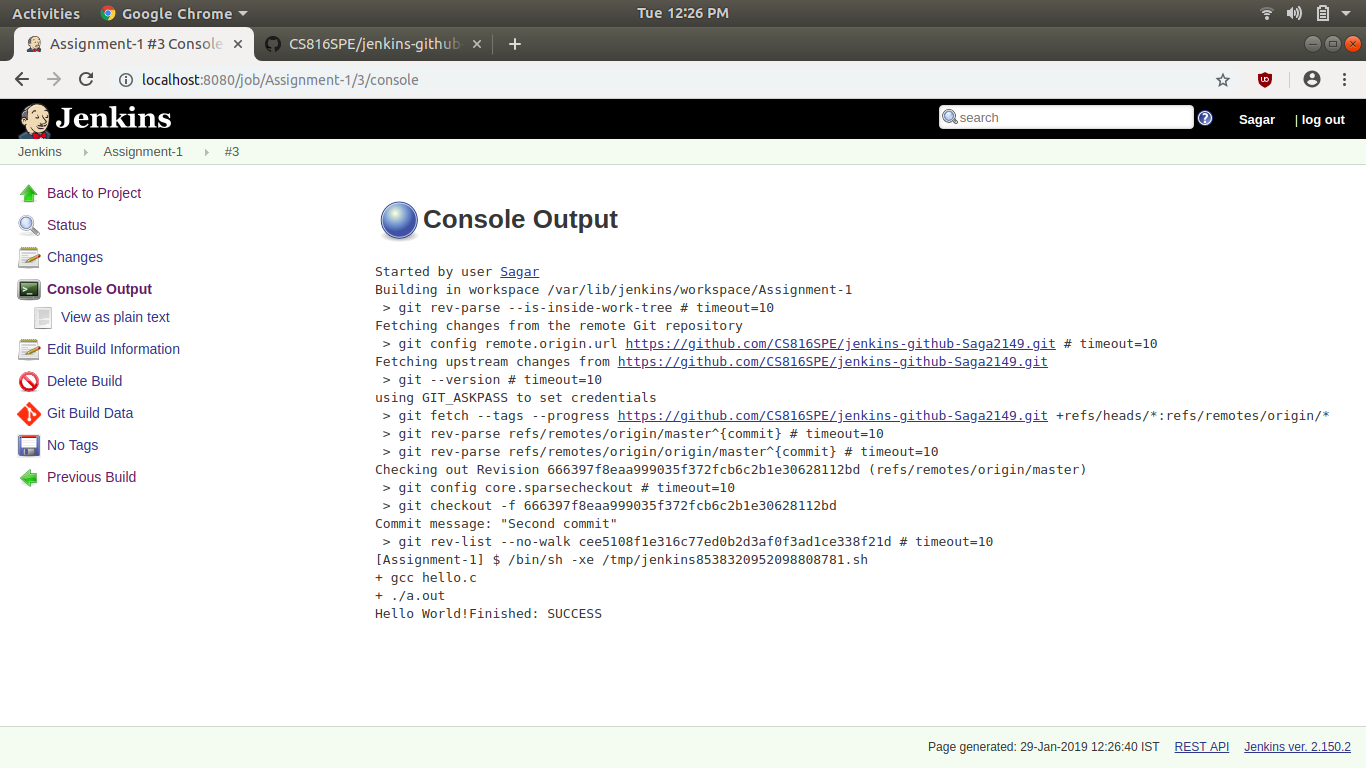 Activities Google Chrome Tue 12:26 PM
Assignment-1 #3 Console CS816SPE/jenkins-github
localhost:8080/job/Assignment-1/3/console
Jenkins search Sagar | log out
Jenkins Assignment-1 #3
Back to Project
Status
Changes
Console Output
View as plain text
Edit Build Information
Delete Build
Git Build Data
No Tags
Previous Build
Console Output
Started by user Sagar
Building in workspace /var/lib/jenkins/workspace/Assignment-1
> git rev-parse --is-inside-work-tree # timeout=10
Fetching changes from the remote Git repository
> git config remote.origin.url https://github.com/CS816SPE/jenkins-github-Saga2149.git # timeout=10
Fetching upstream changes from https://github.com/CS816SPE/jenkins-github-Saga2149.git
> git --version # timeout=10
using GIT_ASKPASS to set credentials
> git fetch --tags --progress https://github.com/CS816SPE/jenkins-github-Saga2149.git +refs/heads/*:refs/remotes/origin/*
> git rev-parse refs/remotes/origin/master^{commit} # timeout=10
> git rev-parse refs/remotes/origin/origin/master^{commit} # timeout=10
Checking out Revision 666397f8eaa999035f372fcb6c2b1e30628112bd (refs/remotes/origin/master)
> git config core.sparsecheckout # timeout=10
> git checkout -f 666397f8eaa999035f372fcb6c2b1e30628112bd
Commit message: "Second commit"
> git rev-list --no-walk cee5108f1e316c77ed0b2d3af0f3ad1ce338f21d # timeout=10
[Assignment-1] $ /bin/sh -xe /tmp/jenkins8538320952098808781.sh
+ gcc hello.c
+ ./a.out
Hello World!Finished: SUCCESS
Page generated: 29-Jan-2019 12:26:40 IST REST API Jenkins ver. 2.150.2